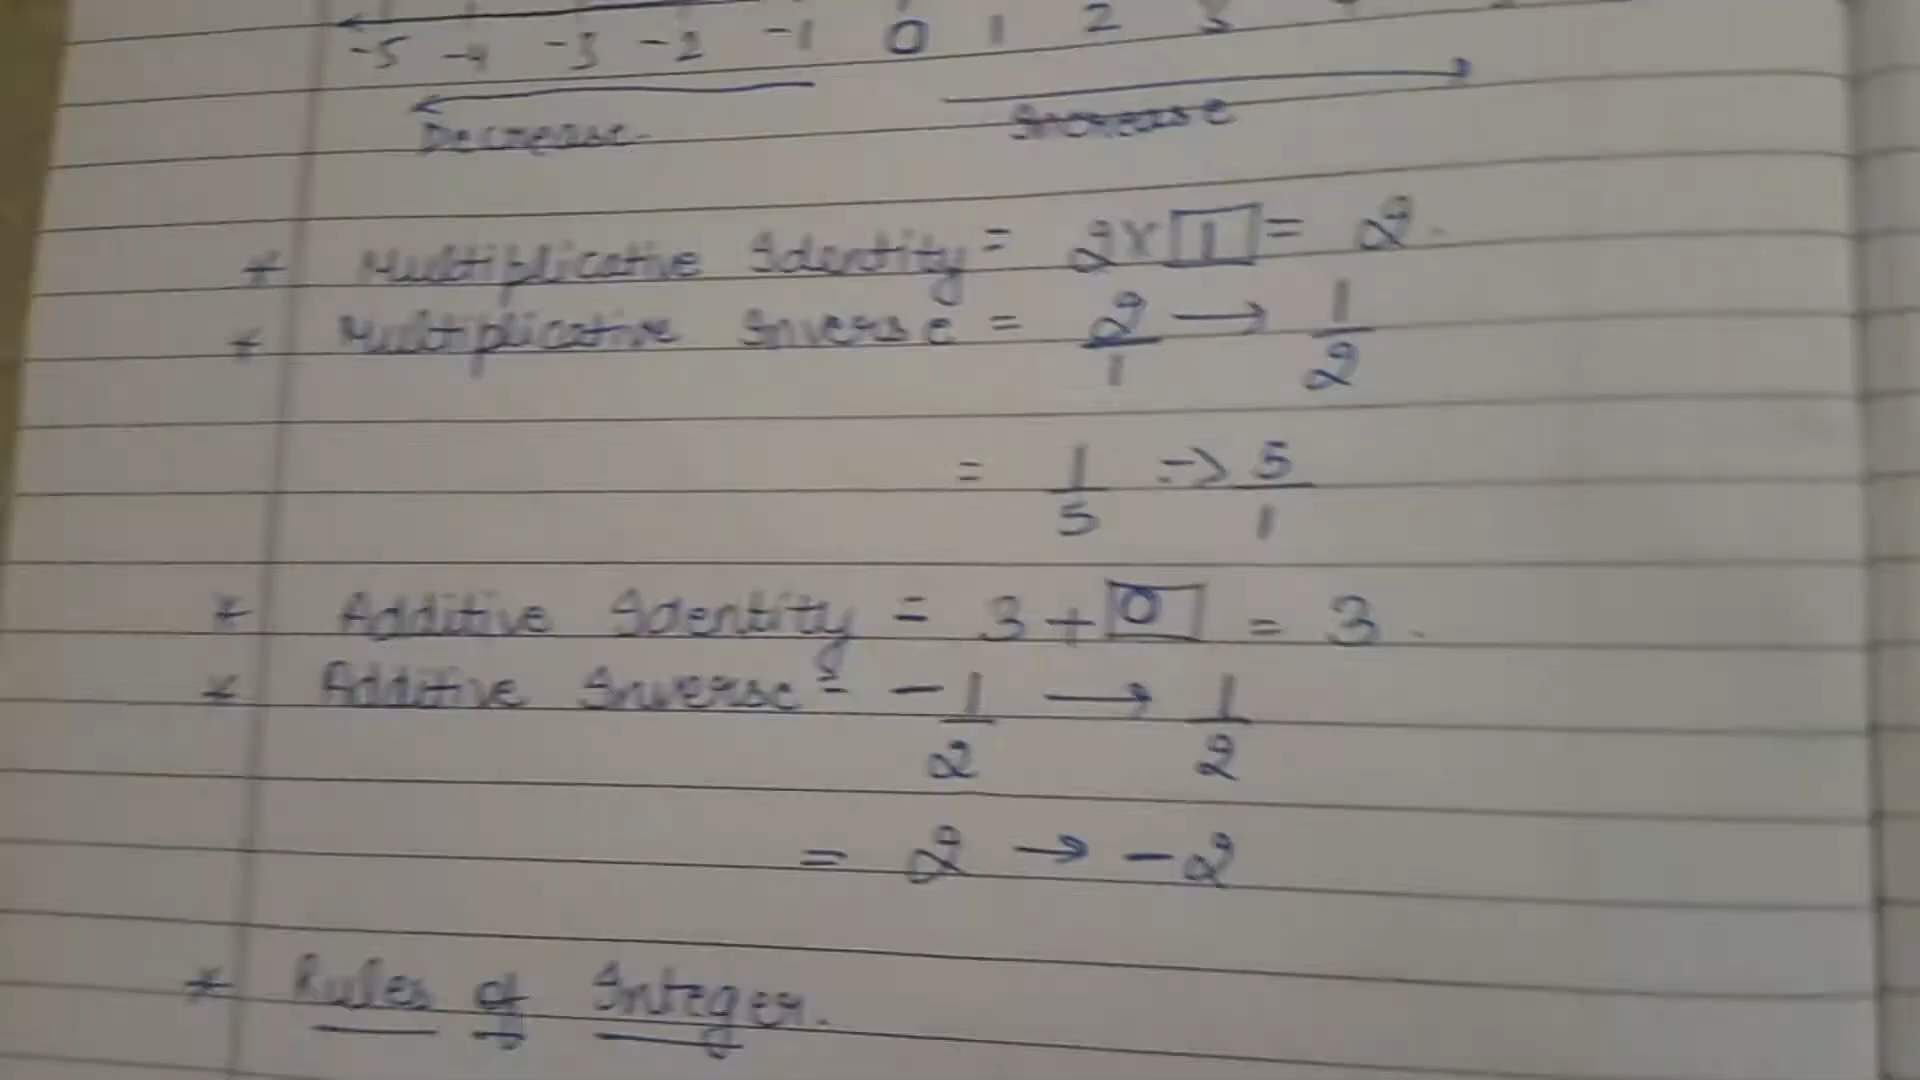 -5 -4 -3 -2 -1 0 1 2 3
Decrease Increase
* Multiplicative Identity = 2 × 1 = 2.
* Multiplicative Inverse = 2/1 → 1/2
= 1/5 → 5/1
* Additive Identity = 3 + 0 = 3.
* Additive Inverse = -1/2 → 1/2
= 2 → -2
* Rules of Integer.